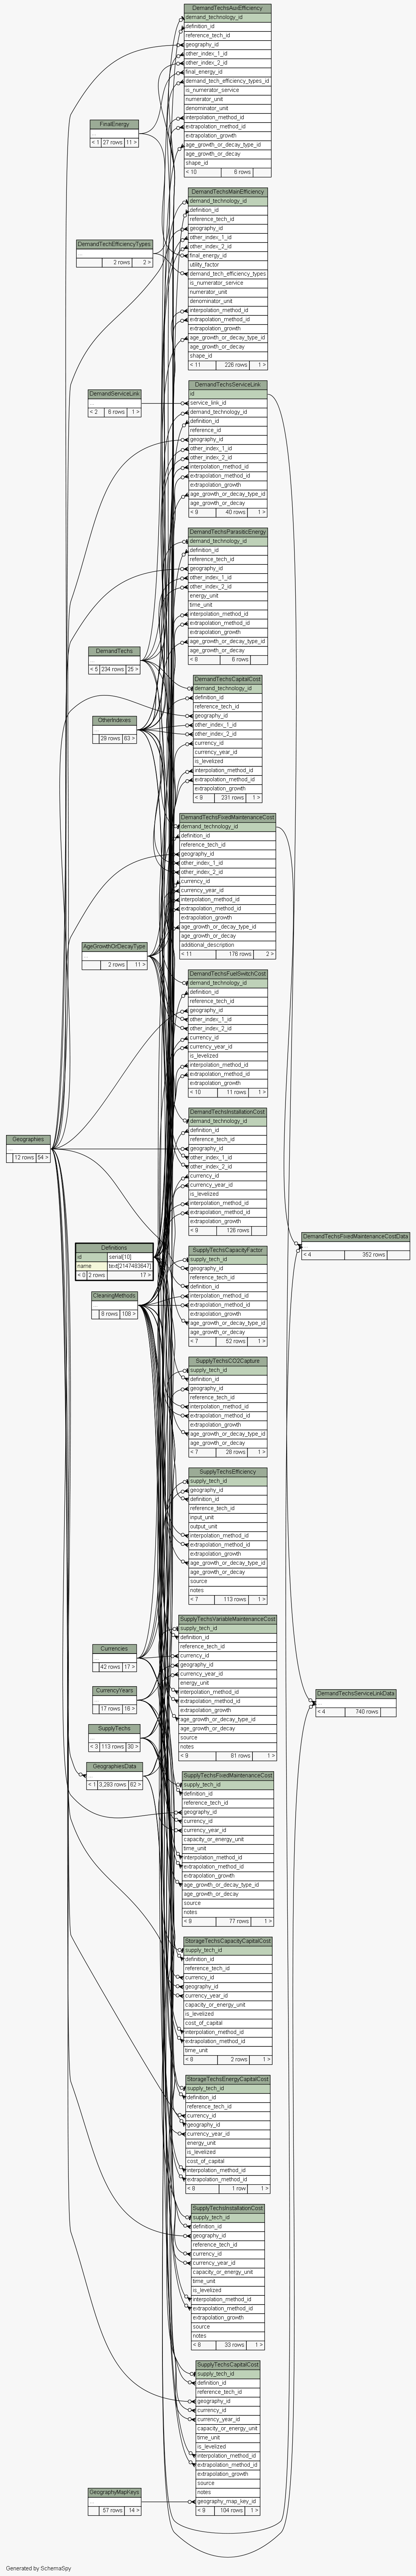 DemandTechsAuxEfficiency
demand_technology_id
definition_id
reference_tech_id
geography_id
other_index_1_id
other_index_2_id
final_energy_id
demand_tech_efficiency_types_id
is_numerator_service
numerator_unit
denominator_unit
interpolation_method_id
extrapolation_method_id
extrapolation_growth
age_growth_or_decay_type_id
age_growth_or_decay
shape_id
< 10 6 rows
FinalEnergy
...
< 1 27 rows 11 >
DemandTechsMainEfficiency
demand_technology_id
definition_id
reference_tech_id
geography_id
other_index_1_id
other_index_2_id
final_energy_id
utility_factor
demand_tech_efficiency_types
is_numerator_service
numerator_unit
denominator_unit
interpolation_method_id
extrapolation_method_id
extrapolation_growth
age_growth_or_decay_type_id
age_growth_or_decay
shape_id
< 11 226 rows 1 >
DemandTechEfficiencyTypes
...
2 rows 2 >
DemandServiceLink
...
< 2 6 rows 1 >
DemandTechsServiceLink
id
service_link_id
demand_technology_id
definition_id
reference_id
geography_id
other_index_1_id
other_index_2_id
interpolation_method_id
extrapolation_method_id
extrapolation_growth
age_growth_or_decay_type_id
age_growth_or_decay
< 9 40 rows 1 >
DemandTechsParasiticEnergy
demand_technology_id
definition_id
reference_tech_id
geography_id
other_index_1_id
other_index_2_id
energy_unit
time_unit
interpolation_method_id
extrapolation_method_id
extrapolation_growth
age_growth_or_decay_type_id
age_growth_or_decay
< 8 6 rows
DemandTechs
...
< 5 234 rows 25 >
DemandTechsCapitalCost
demand_technology_id
definition_id
reference_tech_id
geography_id
other_index_1_id
other_index_2_id
currency_id
currency_year_id
is_levelized
interpolation_method_id
extrapolation_method_id
extrapolation_growth
< 9 231 rows 1 >
OtherIndexes
...
29 rows 63 >
DemandTechsFixedMaintenanceCost
demand_technology_id
definition_id
reference_tech_id
geography_id
other_index_1_id
other_index_2_id
currency_id
currency_year_id
interpolation_method_id
extrapolation_method_id
extrapolation_growth
age_growth_or_decay_type_id
age_growth_or_decay
additional_description
< 11 176 rows 2 >
AgeGrowthOrDecayType
...
2 rows 11 >
DemandTechsFuelSwitchCost
demand_technology_id
definition_id
reference_tech_id
geography_id
other_index_1_id
other_index_2_id
currency_id
currency_year_id
is_levelized
interpolation_method_id
extrapolation_method_id
extrapolation_growth
< 10 11 rows 1 >
DemandTechsInstallationCost
demand_technology_id
definition_id
reference_tech_id
geography_id
other_index_1_id
other_index_2_id
currency_id
currency_year_id
is_levelized
interpolation_method_id
extrapolation_method_id
extrapolation_growth
< 9 126 rows
Geographies
...
12 rows 54 >
DemandTechsFixedMaintenanceCostData
...
< 4 352 rows
Definitions
id serial[10]
name text[2147483647]
< 0 2 rows 17 >
CleaningMethods
...
8 rows 108 >
SupplyTechsCapacityFactor
supply_tech_id
geography_id
reference_tech_id
definition_id
interpolation_method_id
extrapolation_method_id
extrapolation_growth
age_growth_or_decay_type_id
age_growth_or_decay
< 7 52 rows 1 >
SupplyTechsCO2Capture
supply_tech_id
definition_id
geography_id
reference_tech_id
interpolation_method_id
extrapolation_method_id
extrapolation_growth
age_growth_or_decay_type_id
age_growth_or_decay
< 7 28 rows 1 >
SupplyTechsEfficiency
supply_tech_id
geography_id
definition_id
reference_tech_id
input_unit
output_unit
interpolation_method_id
extrapolation_method_id
extrapolation_growth
age_growth_or_decay_type_id
age_growth_or_decay
source
notes
< 7 113 rows 1 >
SupplyTechsVariableMaintenanceCost
supply_tech_id
definition_id
reference_tech_id
currency_id
geography_id
currency_year_id
energy_unit
interpolation_method_id
extrapolation_method_id
extrapolation_growth
age_growth_or_decay_type_id
age_growth_or_decay
source
notes
< 9 81 rows 1 >
Currencies
...
42 rows 17 >
CurrencyYears
...
17 rows 16 >
DemandTechsServiceLinkData
...
< 4 740 rows
SupplyTechs
...
< 3 113 rows 30 >
GeographiesData
...
< 1 3,293 rows 62 >
SupplyTechsFixedMaintenanceCost
supply_tech_id
definition_id
reference_tech_id
geography_id
currency_id
currency_year_id
capacity_or_energy_unit
time_unit
interpolation_method_id
extrapolation_method_id
extrapolation_growth
age_growth_or_decay_type_id
age_growth_or_decay
source
notes
< 9 77 rows 1 >
StorageTechsCapacityCapitalCost
supply_tech_id
definition_id
reference_tech_id
currency_id
geography_id
currency_year_id
capacity_or_energy_unit
is_levelized
cost_of_capital
interpolation_method_id
extrapolation_method_id
time_unit
< 8 2 rows 1 >
StorageTechsEnergyCapitalCost
supply_tech_id
definition_id
reference_tech_id
currency_id
geography_id
currency_year_id
energy_unit
is_levelized
cost_of_capital
interpolation_method_id
extrapolation_method_id
< 8 1 row 1 >
SupplyTechsInstallationCost
supply_tech_id
definition_id
geography_id
reference_tech_id
currency_id
currency_year_id
capacity_or_energy_unit
time_unit
is_levelized
interpolation_method_id
extrapolation_method_id
extrapolation_growth
source
notes
< 8 33 rows 1 >
SupplyTechsCapitalCost
supply_tech_id
definition_id
reference_tech_id
geography_id
currency_id
currency_year_id
capacity_or_energy_unit
time_unit
is_levelized
interpolation_method_id
extrapolation_method_id
extrapolation_growth
source
notes
geography_map_key_id
< 9 104 rows 1 >
GeographyMapKeys
...
57 rows 14 >
Generated by SchemaSpy